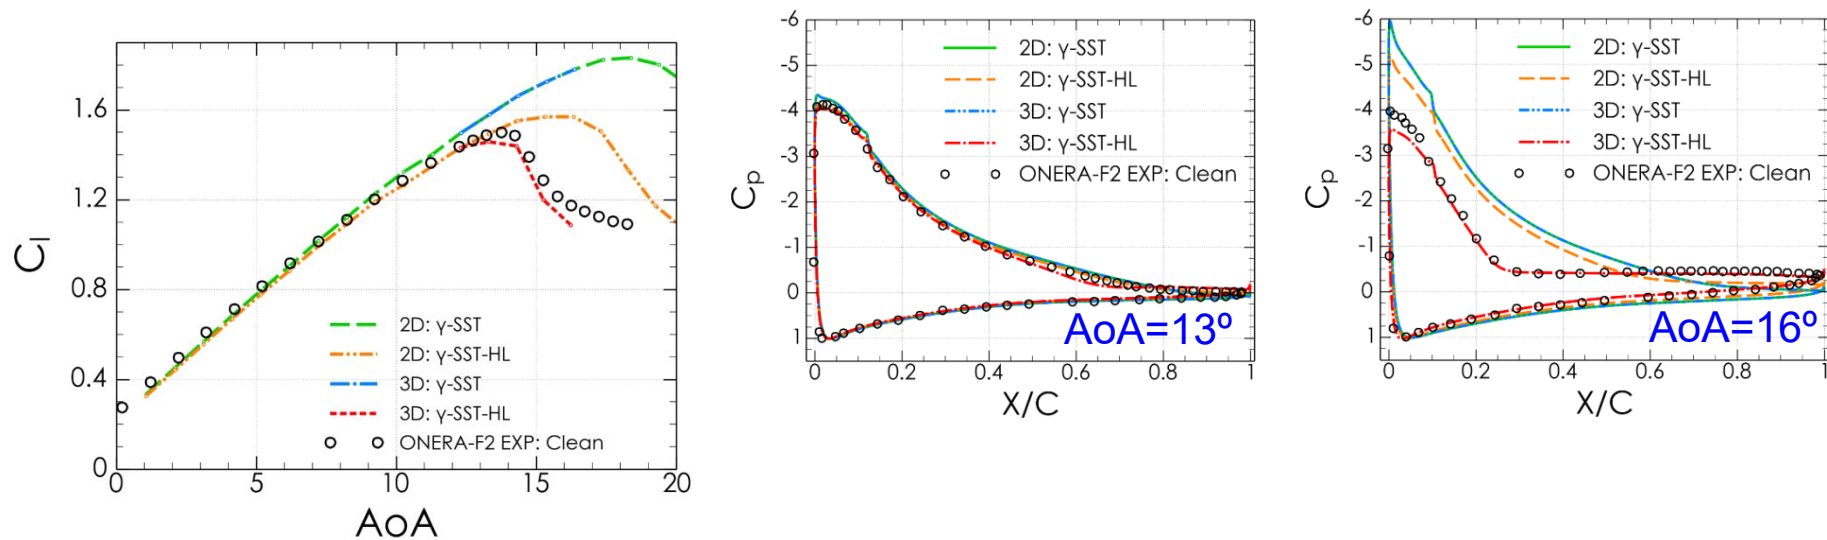 C_l
1.6
1.2
0.8
0.4
0
0
5
10
15
20
AoA
2D: γ-SST
2D: γ-SST-HL
3D: γ-SST
3D: γ-SST-HL
ONERA-F2 EXP: Clean
C_p
-6
-5
-4
-3
-2
-1
0
1
0
0.2
0.4
0.6
0.8
1
X/C
2D: γ-SST
2D: γ-SST-HL
3D: γ-SST
3D: γ-SST-HL
ONERA-F2 EXP: Clean
AoA=13º
C_p
-6
-5
-4
-3
-2
-1
0
1
0
0.2
0.4
0.6
0.8
1
X/C
2D: γ-SST
2D: γ-SST-HL
3D: γ-SST
3D: γ-SST-HL
ONERA-F2 EXP: Clean
AoA=16º